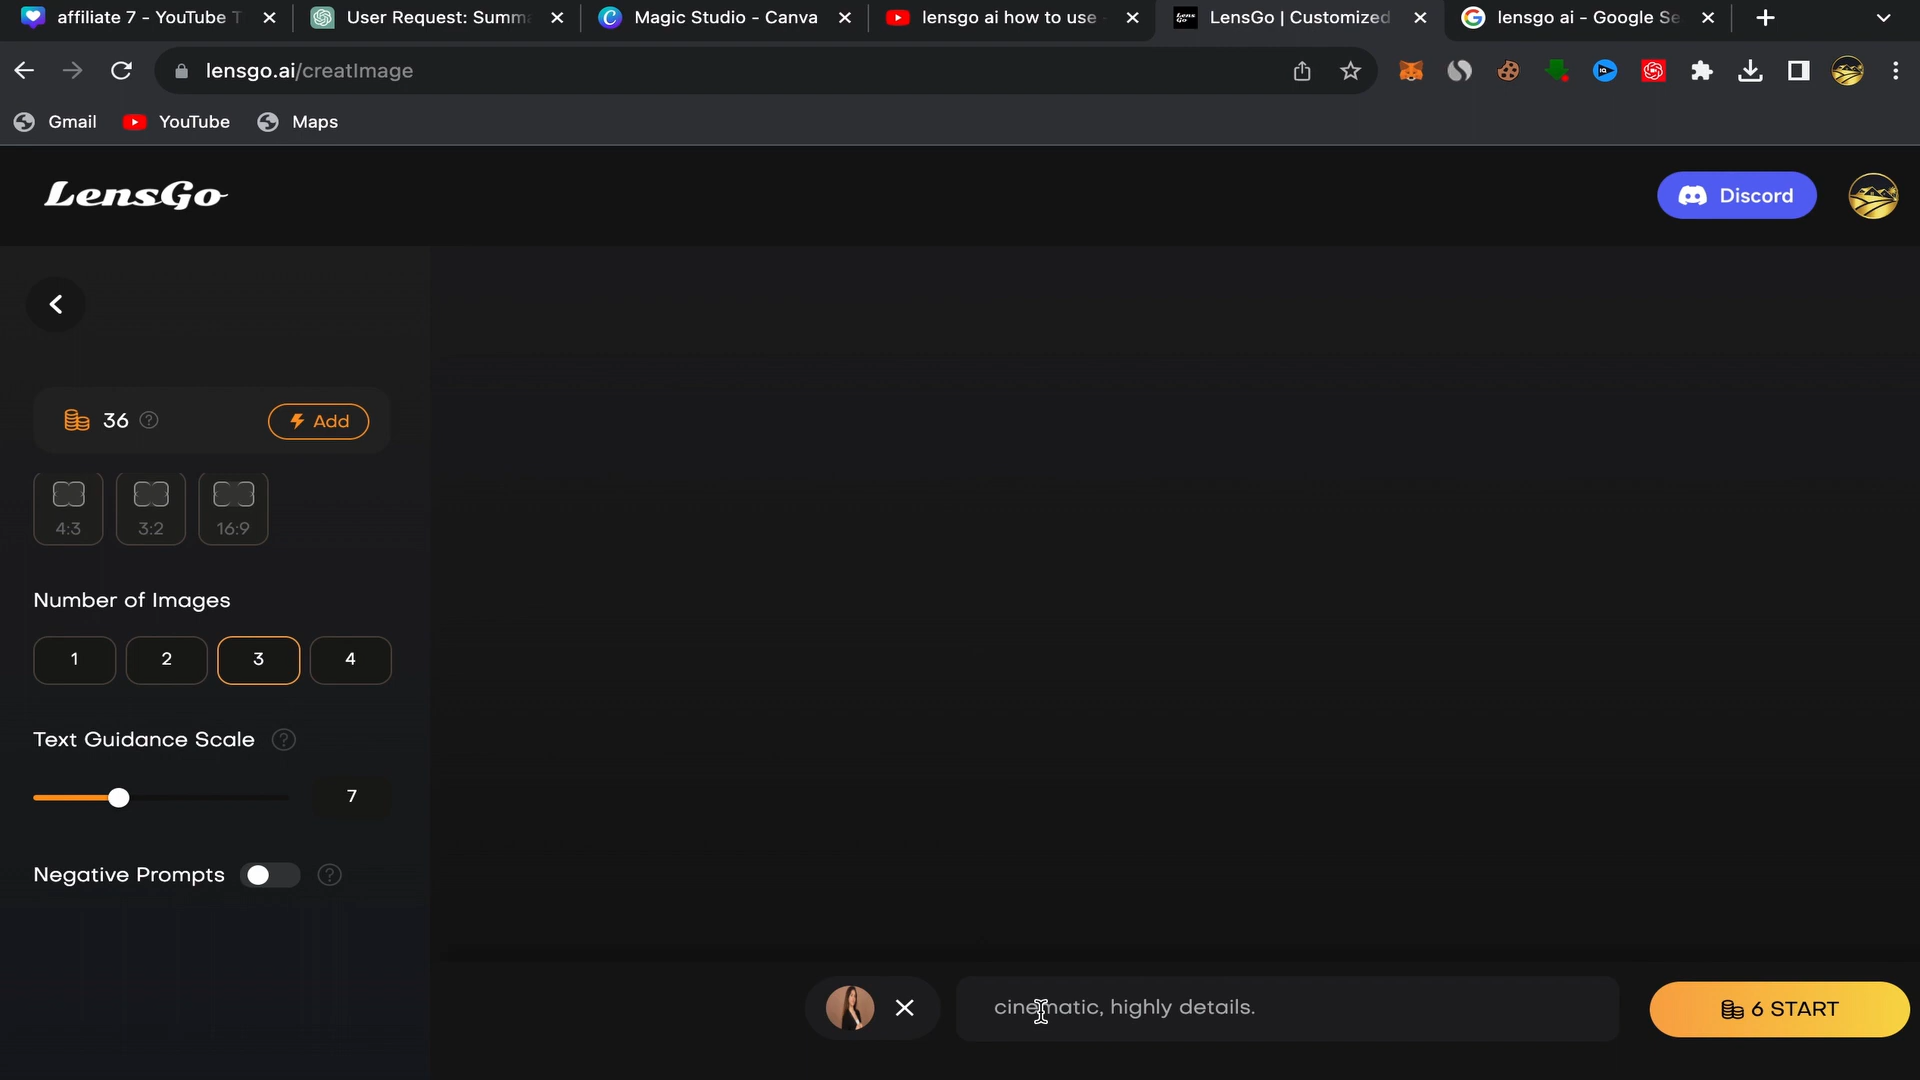 affiliate 7 - YouTube T
User Request: Summa
Magic Studio - Canva
lensgo ai how to use -
LensGo | Customized
lensgo ai - Google Se
lensgo.ai/creatImage
Gmail
YouTube
Maps
LensGo
Discord
36
Add
4:3
3:2
16:9
Number of Images
1
2
3
4
Text Guidance Scale
7
Negative Prompts
cinematic, highly details.
6 START